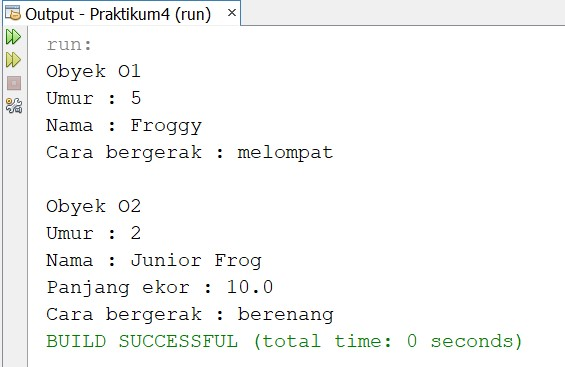 Output - Praktikum4 (run) ×
run:
Obyek O1
Umur : 5
Nama : Froggy
Cara bergerak : melompat
Obyek O2
Umur : 2
Nama : Junior Frog
Panjang ekor : 10.0
Cara bergerak : berenang
BUILD SUCCESSFUL (total time: 0 seconds)